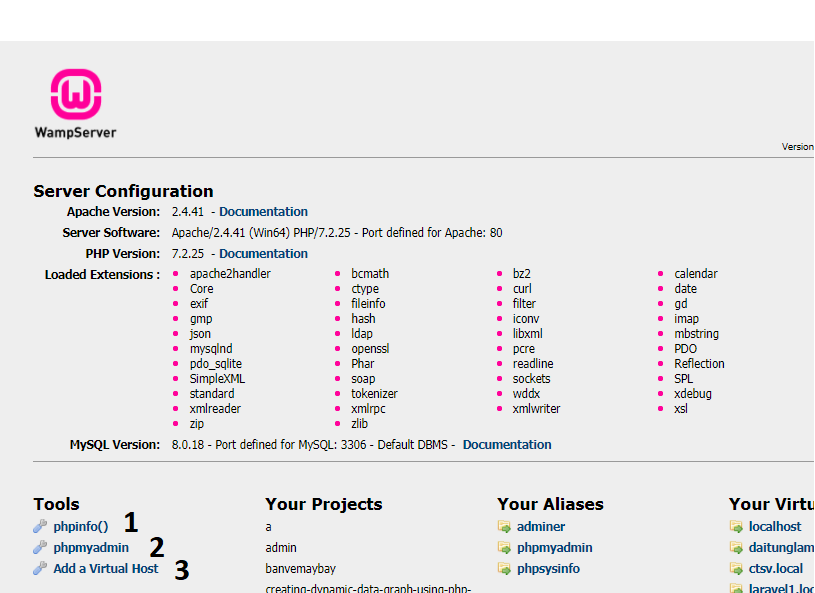 WampServer
Version
Server Configuration
Apache Version: 2.4.41 - Documentation
Server Software: Apache/2.4.41 (Win64) PHP/7.2.25 - Port defined for Apache: 80
PHP Version: 7.2.25 - Documentation
Loaded Extensions : apache2handler bcmath bz2 calendar
Core ctype curl date
exif fileinfo filter gd
gmp hash iconv imap
json ldap libxml mbstring
mysqlnd openssl pcre PDO
pdo_sqlite Phar readline Reflection
SimpleXML soap sockets SPL
standard tokenizer wddx xdebug
xmlreader xmlrpc xmlwriter xsl
zip zlib
MySQL Version: 8.0.18 - Port defined for MySQL: 3306 - Default DBMS - Documentation
Tools Your Projects Your Aliases Your Virtu
phpinfo() 1 a adminer localhost
phpmyadmin 2 admin phpmyadmin daitunglam
Add a Virtual Host 3 banvemaybay phpsysinfo ctsv.local
creating-dynamic-data-graph-using-php- laravel1.loc